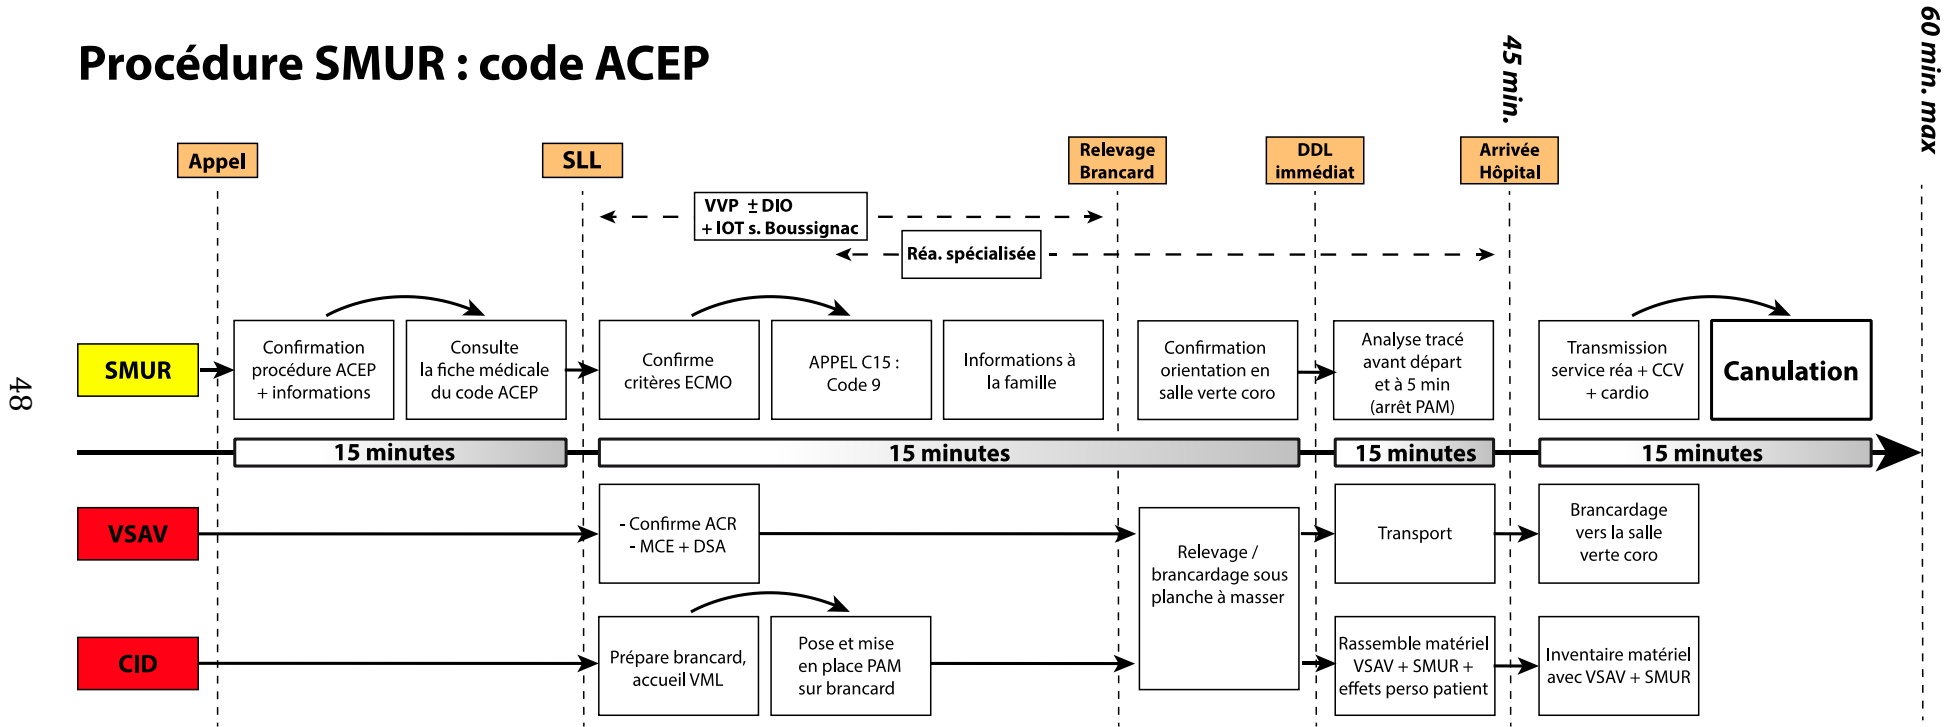 Procédure SMUR : code ACEP
45 min.
60 min. max
Appel
SLL
Relevage
Brancard
DDL
immédiat
Arrivée
Hôpital
VVP ± DIO
+ IOT s. Boussignac
Réa. spécialisée
SMUR
Confirmation
procédure ACEP
+ informations
Consulte
la fiche médicale
du code ACEP
Confirme
critères ECMO
APPEL C15 :
Code 9
Informations à
la famille
Confirmation
orientation en
salle verte coro
Analyse tracé
avant départ
et à 5 min
(arrêt PAM)
Transmission
service réa + CCV
+ cardio
Canulation
15 minutes
15 minutes
15 minutes
15 minutes
VSAV
- Confirme ACR
- MCE + DSA
Relevage /
brancardage sous
planche à masser
Transport
Brancardage
vers la salle
verte coro
CID
Prépare brancard,
accueil VML
Pose et mise
en place PAM
sur brancard
Rassemble matériel
VSAV + SMUR +
effets perso patient
Inventaire matériel
avec VSAV + SMUR
48